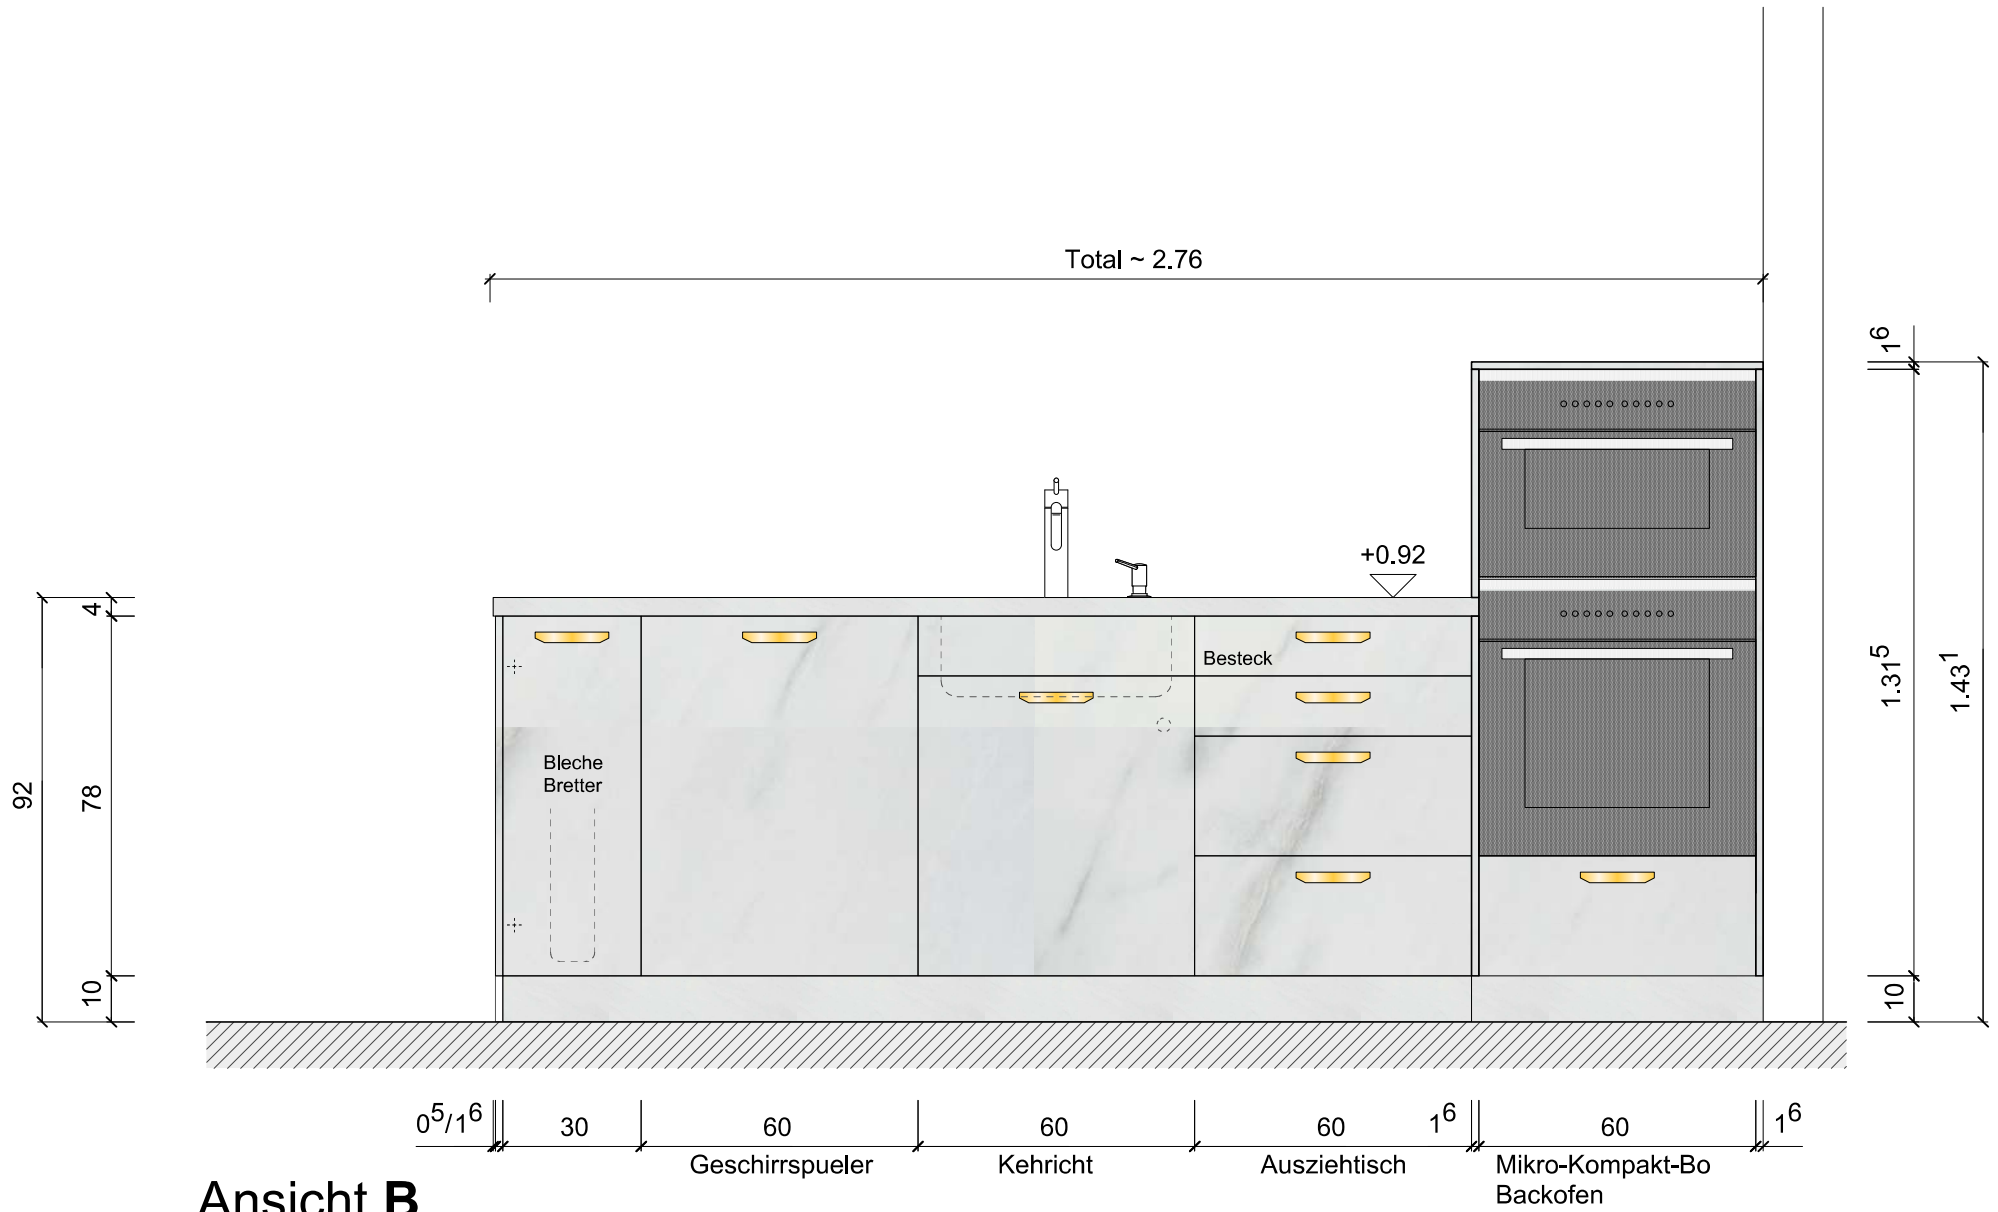 Total ~ 2.76
1⁶
+0.92
4
Besteck
1.31⁵
1.43¹
Bleche
Bretter
92
78
10
10
0⁵/1⁶
30
60
60
60
1⁶
60
1⁶
Geschirrspueler
Kehricht
Ausziehtisch
Mikro-Kompakt-Bo
Backofen
Ansicht B